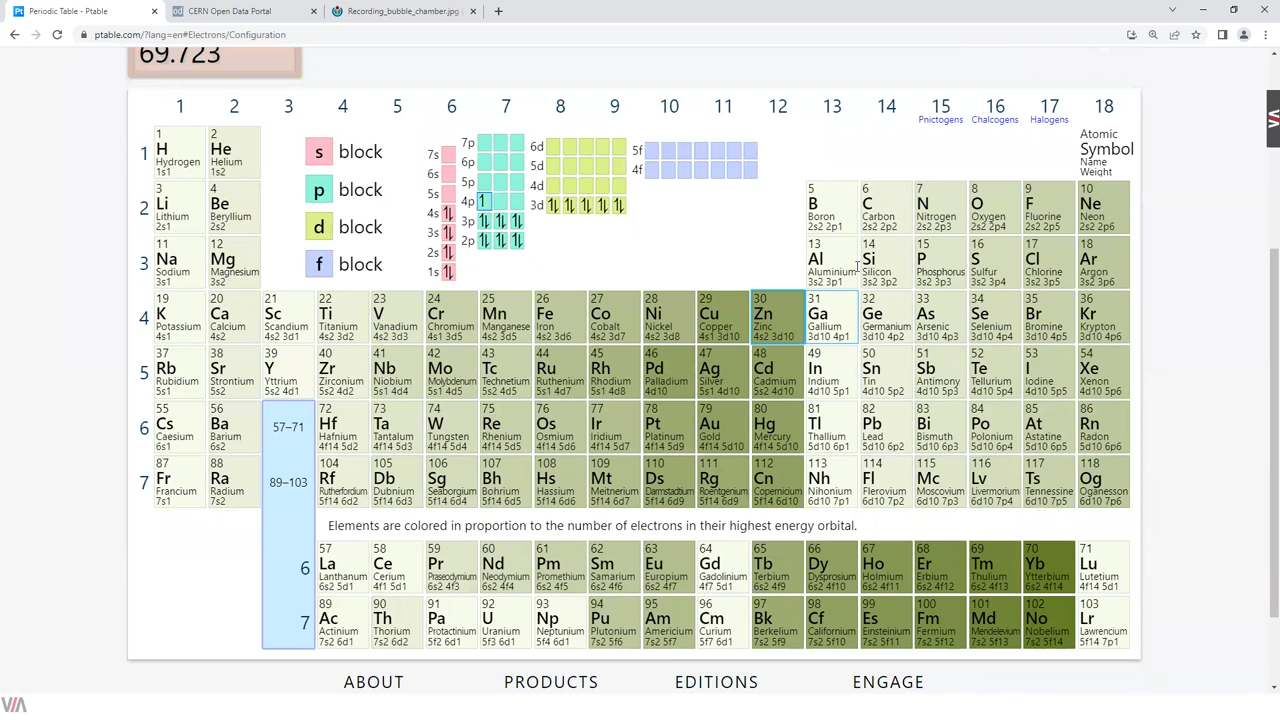 Periodic Table - Ptable
CERN Open Data Portal
Recording_bubble_chamber.jpg
ptable.com/?lang=en#Electrons/Configuration
69.723
1 2 3 4 5 6 7 8 9 10 11 12 13 14 15 16 17 18
Pnictogens Chalcogens Halogens
Atomic
Symbol
Name
Weight
s block
p block
d block
f block
7s
6s
5s
4s
3s
2s
1s
7p
6p
5p
4p
3p
2p
6d
5d
4d
3d
5f
4f
1
1 2
H He
Hydrogen Helium
1s1 1s2
2
3 4 5 6 7 8 9 10
Li Be B C N O F Ne
Lithium Beryllium Boron Carbon Nitrogen Oxygen Fluorine Neon
2s1 2s2 2s2 2p1 2s2 2p2 2s2 2p3 2s2 2p4 2s2 2p5 2s2 2p6
3
11 12 13 14 15 16 17 18
Na Mg Al Si P S Cl Ar
Sodium Magnesium Aluminium Silicon Phosphorus Sulfur Chlorine Argon
3s1 3s2 3s2 3p1 3s2 3p2 3s2 3p3 3s2 3p4 3s2 3p5 3s2 3p6
4
19 20 21 22 23 24 25 26 27 28 29 30 31 32 33 34 35 36
K Ca Sc Ti V Cr Mn Fe Co Ni Cu Zn Ga Ge As Se Br Kr
Potassium Calcium Scandium Titanium Vanadium Chromium Manganese Iron Cobalt Nickel Copper Zinc Gallium Germanium Arsenic Selenium Bromine Krypton
4s1 4s2 4s2 3d1 4s2 3d2 4s2 3d3 4s1 3d5 4s2 3d5 4s2 3d6 4s2 3d7 4s2 3d8 4s1 3d10 4s2 3d10 3d10 4p1 3d10 4p2 3d10 4p3 3d10 4p4 3d10 4p5 3d10 4p6
5
37 38 39 40 41 42 43 44 45 46 47 48 49 50 51 52 53 54
Rb Sr Y Zr Nb Mo Tc Ru Rh Pd Ag Cd In Sn Sb Te I Xe
Rubidium Strontium Yttrium Zirconium Niobium Molybdenum Technetium Ruthenium Rhodium Palladium Silver Cadmium Indium Tin Antimony Tellurium Iodine Xenon
5s1 5s2 5s2 4d1 5s2 4d2 5s1 4d4 5s1 4d5 5s2 4d5 5s1 4d7 5s1 4d8 4d10 5s1 4d10 5s2 4d10 4d10 5p1 4d10 5p2 4d10 5p3 4d10 5p4 4d10 5p5 4d10 5p6
6
55 56 57–71 72 73 74 75 76 77 78 79 80 81 82 83 84 85 86
Cs Ba Hf Ta W Re Os Ir Pt Au Hg Tl Pb Bi Po At Rn
Caesium Barium Hafnium Tantalum Tungsten Rhenium Osmium Iridium Platinum Gold Mercury Thallium Lead Bismuth Polonium Astatine Radon
6s1 6s2 4f14 5d2 4f14 5d3 4f14 5d4 4f14 5d5 4f14 5d6 4f14 5d7 4f14 5d9 4f14 5d10 4f14 5d10 5d10 6p1 5d10 6p2 5d10 6p3 5d10 6p4 5d10 6p5 5d10 6p6
7
87 88 89–103 104 105 106 107 108 109 110 111 112 113 114 115 116 117 118
Fr Ra Rf Db Sg Bh Hs Mt Ds Rg Cn Nh Fl Mc Lv Ts Og
Francium Radium Rutherfordium Dubnium Seaborgium Bohrium Hassium Meitnerium Darmstadtium Roentgenium Copernicium Nihonium Flerovium Moscovium Livermorium Tennessine Oganesson
7s1 7s2 5f14 6d2 5f14 6d3 5f14 6d4 5f14 6d5 5f14 6d6 5f14 6d7 5f14 6d8 5f14 6d9 5f14 6d10 6d10 7p1 6d10 7p2 6d10 7p3 6d10 7p4 6d10 7p5 6d10 7p6
Elements are colored in proportion to the number of electrons in their highest energy orbital.
6
57 58 59 60 61 62 63 64 65 66 67 68 69 70 71
La Ce Pr Nd Pm Sm Eu Gd Tb Dy Ho Er Tm Yb Lu
Lanthanum Cerium Praseodymium Neodymium Promethium Samarium Europium Gadolinium Terbium Dysprosium Holmium Erbium Thulium Ytterbium Lutetium
6s2 5d1 4f1 5d1 6s2 4f3 6s2 4f4 6s2 4f5 6s2 4f6 6s2 4f7 4f7 5d1 6s2 4f9 6s2 4f10 6s2 4f11 6s2 4f12 6s2 4f13 6s2 4f14 4f14 5d1
7
89 90 91 92 93 94 95 96 97 98 99 100 101 102 103
Ac Th Pa U Np Pu Am Cm Bk Cf Es Fm Md No Lr
Actinium Thorium Protactinium Uranium Neptunium Plutonium Americium Curium Berkelium Californium Einsteinium Fermium Mendelevium Nobelium Lawrencium
7s2 6d1 7s2 6d2 5f2 6d1 5f3 6d1 5f4 6d1 7s2 5f6 7s2 5f7 5f7 6d1 7s2 5f9 7s2 5f10 7s2 5f11 7s2 5f12 7s2 5f13 7s2 5f14 5f14 7p1
ABOUT PRODUCTS EDITIONS ENGAGE